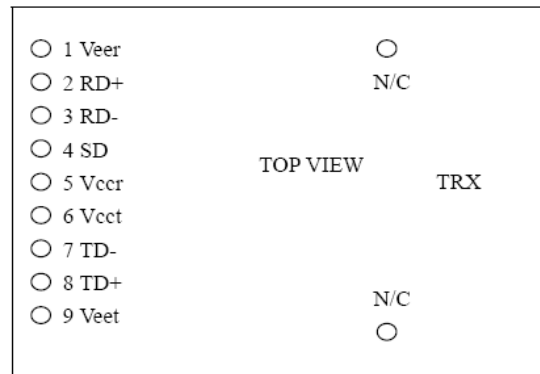 1 Veer
2 RD+
3 RD-
4 SD
5 Vccr
6 Vcct
7 TD-
8 TD+
9 Veet
N/C
TOP VIEW
TRX
N/C